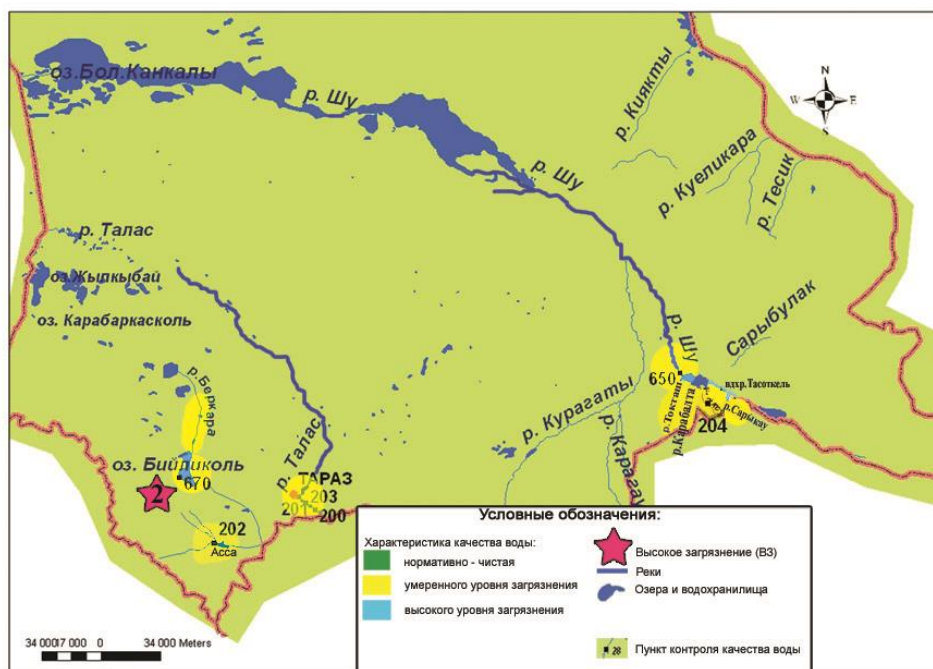 оз.Бол.Канкалы
р. Шу
р. Киякты
N
W E
S
р. Шу
р. Куеликара
р. Тесик
р. Талас
оз.Жылкыбай
оз. Карабаркасколь
р. Шу
Сарыбулак
р.Беркара
650
вдхр.Тасоткель
р.Токташ
р.Карабалта
р.Сарыкау
204
р. Курагаты
р. Карагат
оз. Бийликоль
670
2
р. Талас
ТАРАЗ
203
201
200
202
Асса
Условные обозначения:
Характеристика качества воды:
нормативно - чистая
умеренного уровня загрязнения
высокого уровня загрязнения
Высокое загрязнение (ВЗ)
Реки
Озера и водохранилища
28
Пункт контроля качества воды
34 00017 000 0 34 000 Meters